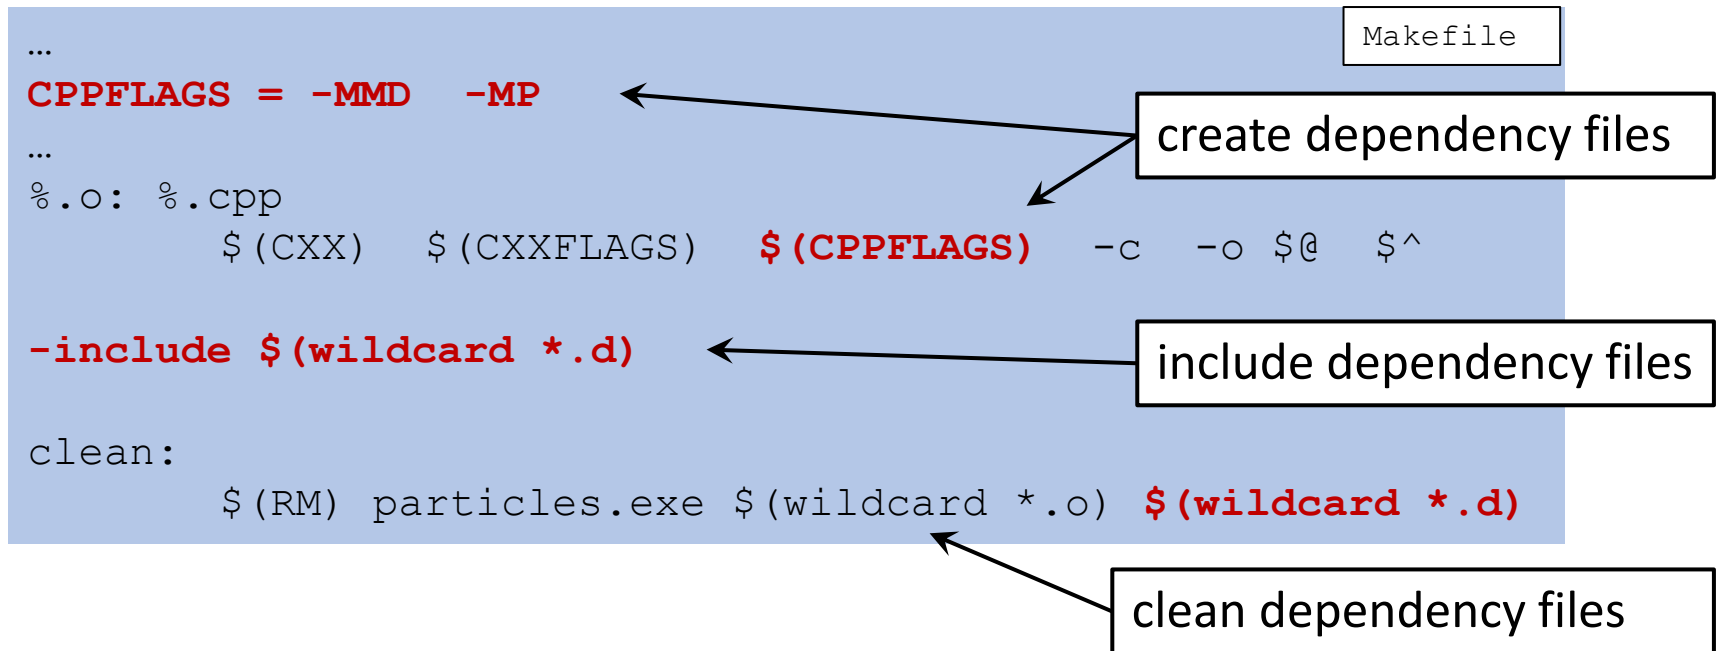 …
Makefile
CPPFLAGS = -MMD  -MP
create dependency files
…
%.o: %.cpp
$(CXX)  $(CXXFLAGS)  $(CPPFLAGS)  -c  -o $@  $^
-include $(wildcard *.d)
include dependency files
clean:
$(RM) particles.exe $(wildcard *.o) $(wildcard *.d)
clean dependency files